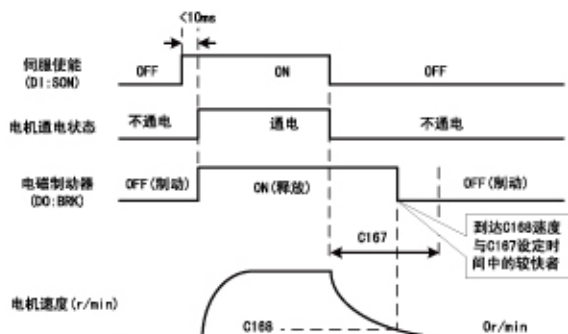 <10ms
伺服使能
(DI:SON)
OFF
ON
OFF
电机通电状态
不通电
通电
不通电
电磁制动器
(DO:BRK)
OFF(制动)
ON(释放)
OFF(制动)
C167
到达C168速度
与C167设定时
间中的较快者
电机速度(r/min)
C168
0r/min